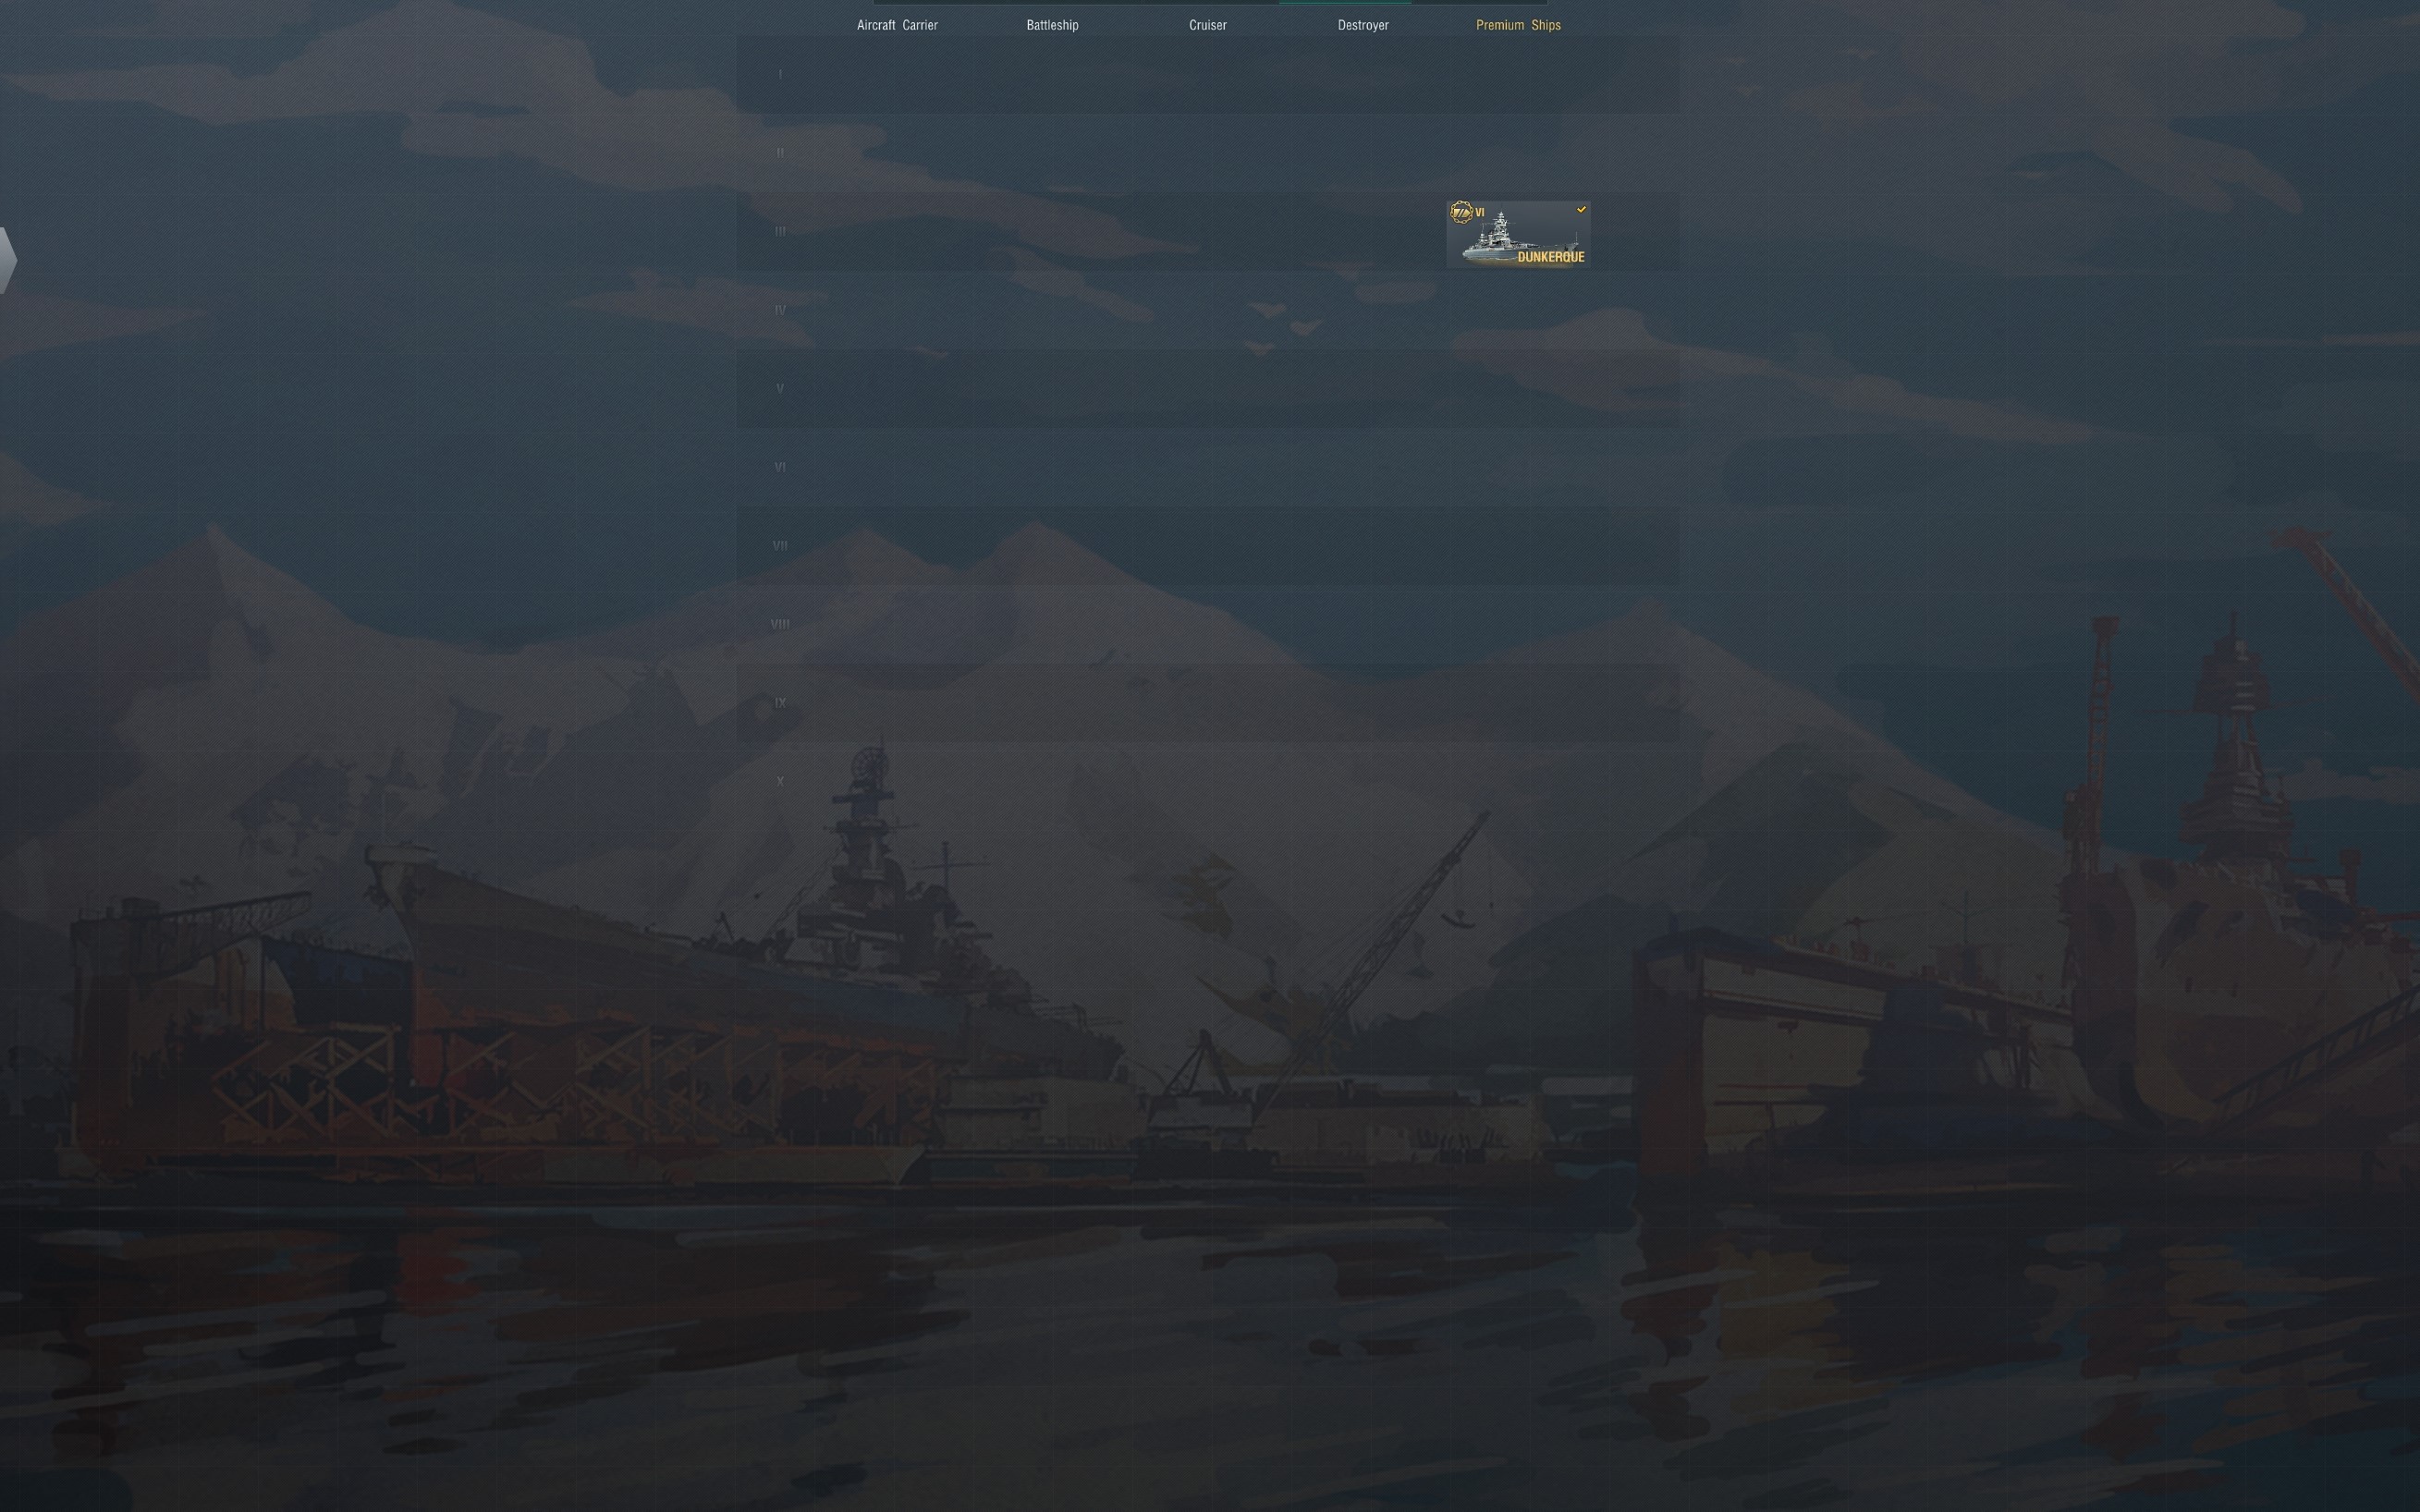 Aircraft Carrier Battleship Cruiser Destroyer Premium Ships
I
II
III
VI
DUNKERQUE
IV
V
VI
VII
VIII
IX
X